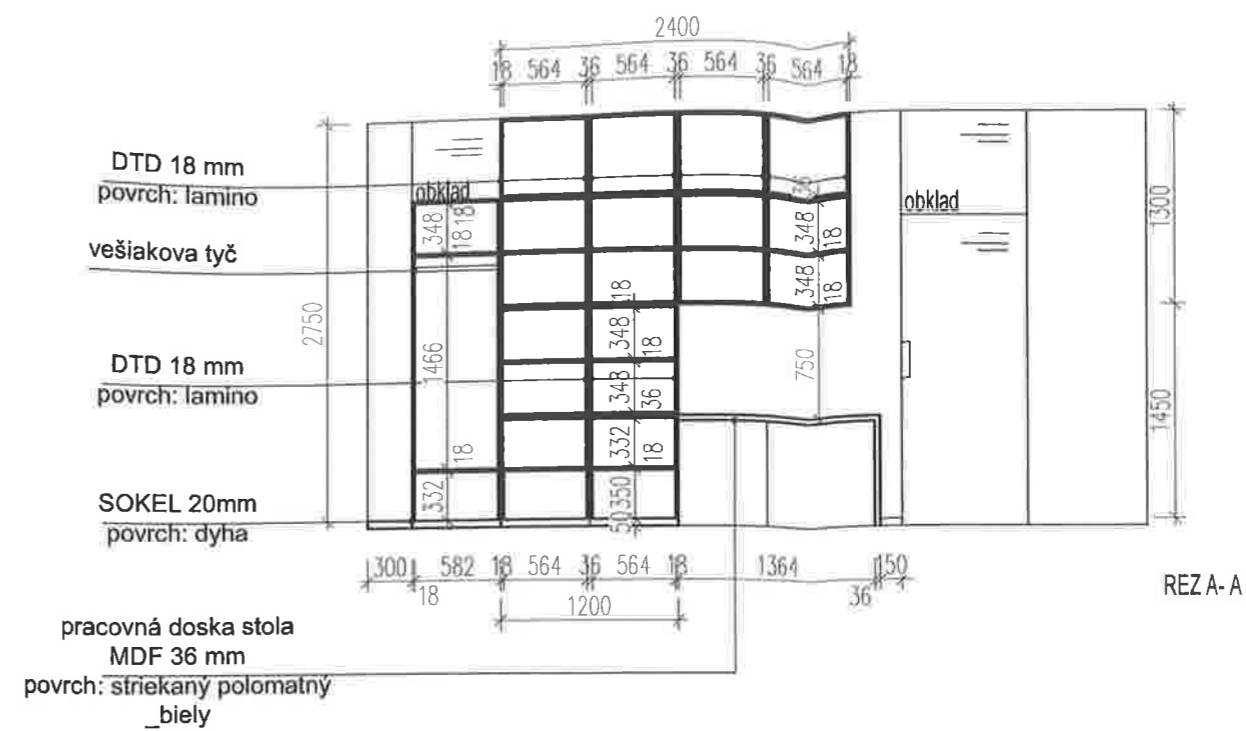 2400
18 564 36 564 36 564 36 564 18
DTD 18 mm
povrch: lamino
obklad
obklad
36
348 18 18
348 18
1300
vešiakova tyč
348 18
18
2750
348 18
1466
750
DTD 18 mm
povrch: lamino
348 36
1450
332 18
18
332
50 350
SOKEL 20mm
povrch: dyha
300 582 18 564 36 564 18 1364 150
18
36
1200
REZ A- A
pracovná doska stola
MDF 36 mm
povrch: striekaný polomatný
_biely